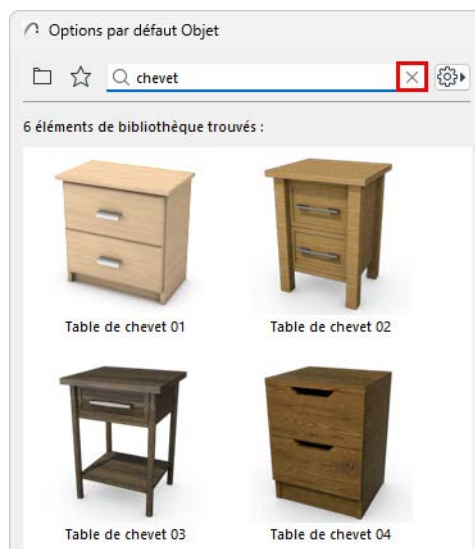 Options par défaut Objet
chevet
6 éléments de bibliothèque trouvés :
Table de chevet 01
Table de chevet 02
Table de chevet 03
Table de chevet 04